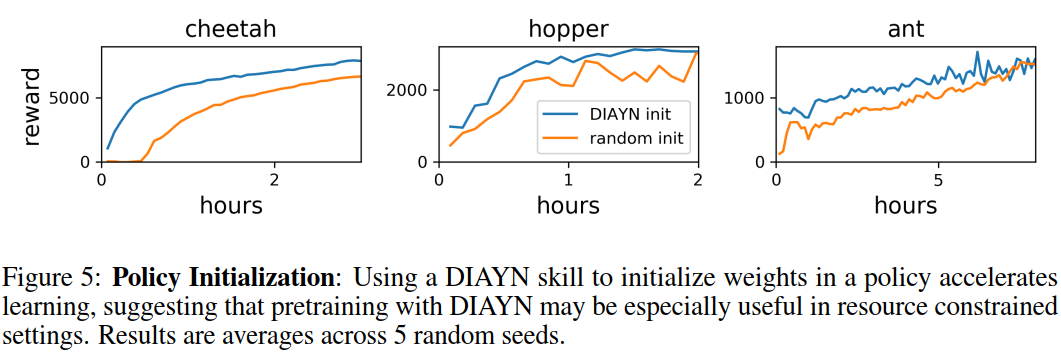 cheetah
hopper
ant
reward
5000
0
0
2
hours
2000
0
DIAYN init
random init
0
1
2
hours
1000
0
0
5
hours
Figure 5: Policy Initialization: Using a DIAYN skill to initialize weights in a policy accelerates
learning, suggesting that pretraining with DIAYN may be especially useful in resource constrained
settings. Results are averages across 5 random seeds.